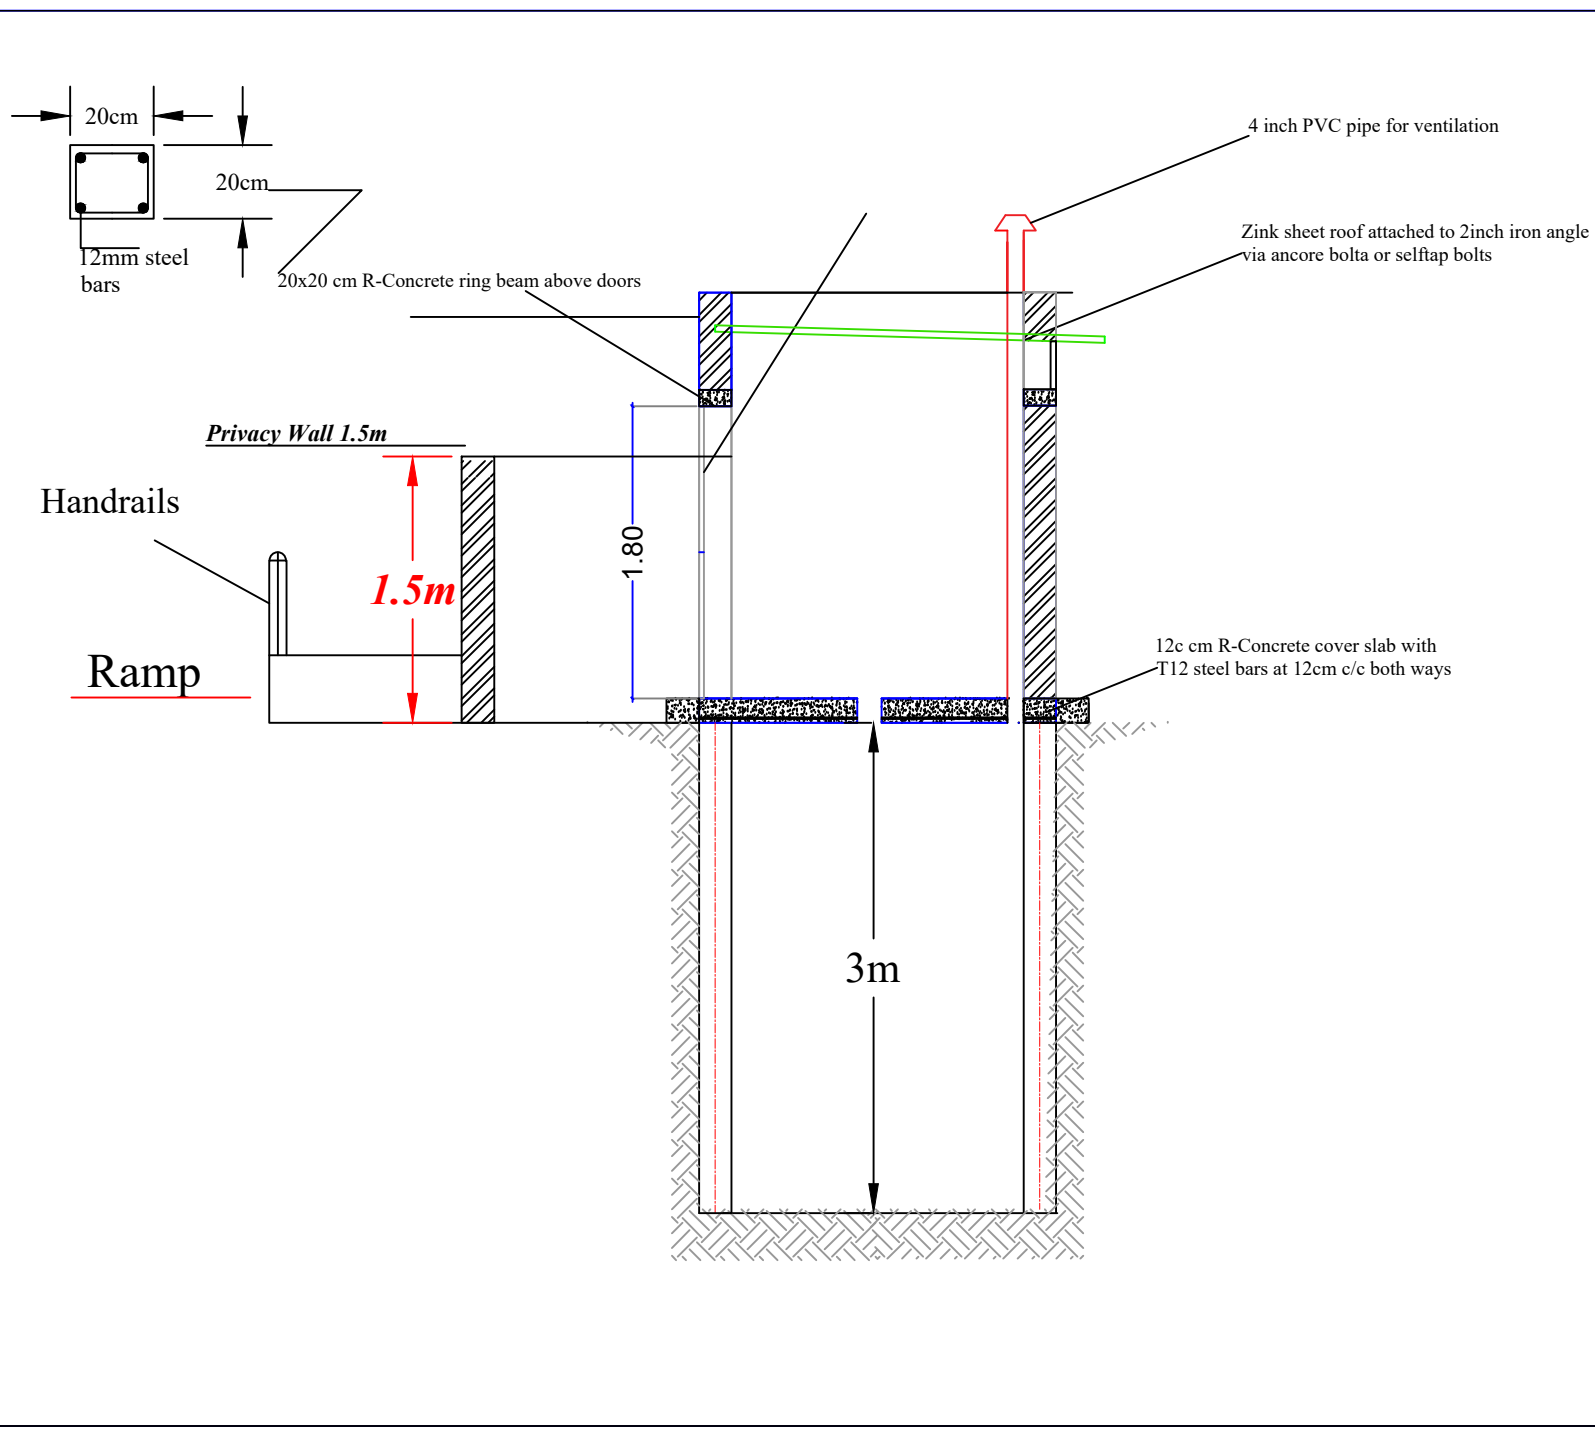 20cm
20cm
12mm steel
bars
20x20 cm R-Concrete ring beam above doors
4 inch PVC pipe for ventilation
Zink sheet roof attached to 2inch iron angle
via ancore bolta or selftap bolts
Privacy Wall 1.5m
Handrails
1.5m
1.80
Ramp
12c cm R-Concrete cover slab with
T12 steel bars at 12cm c/c both ways
3m